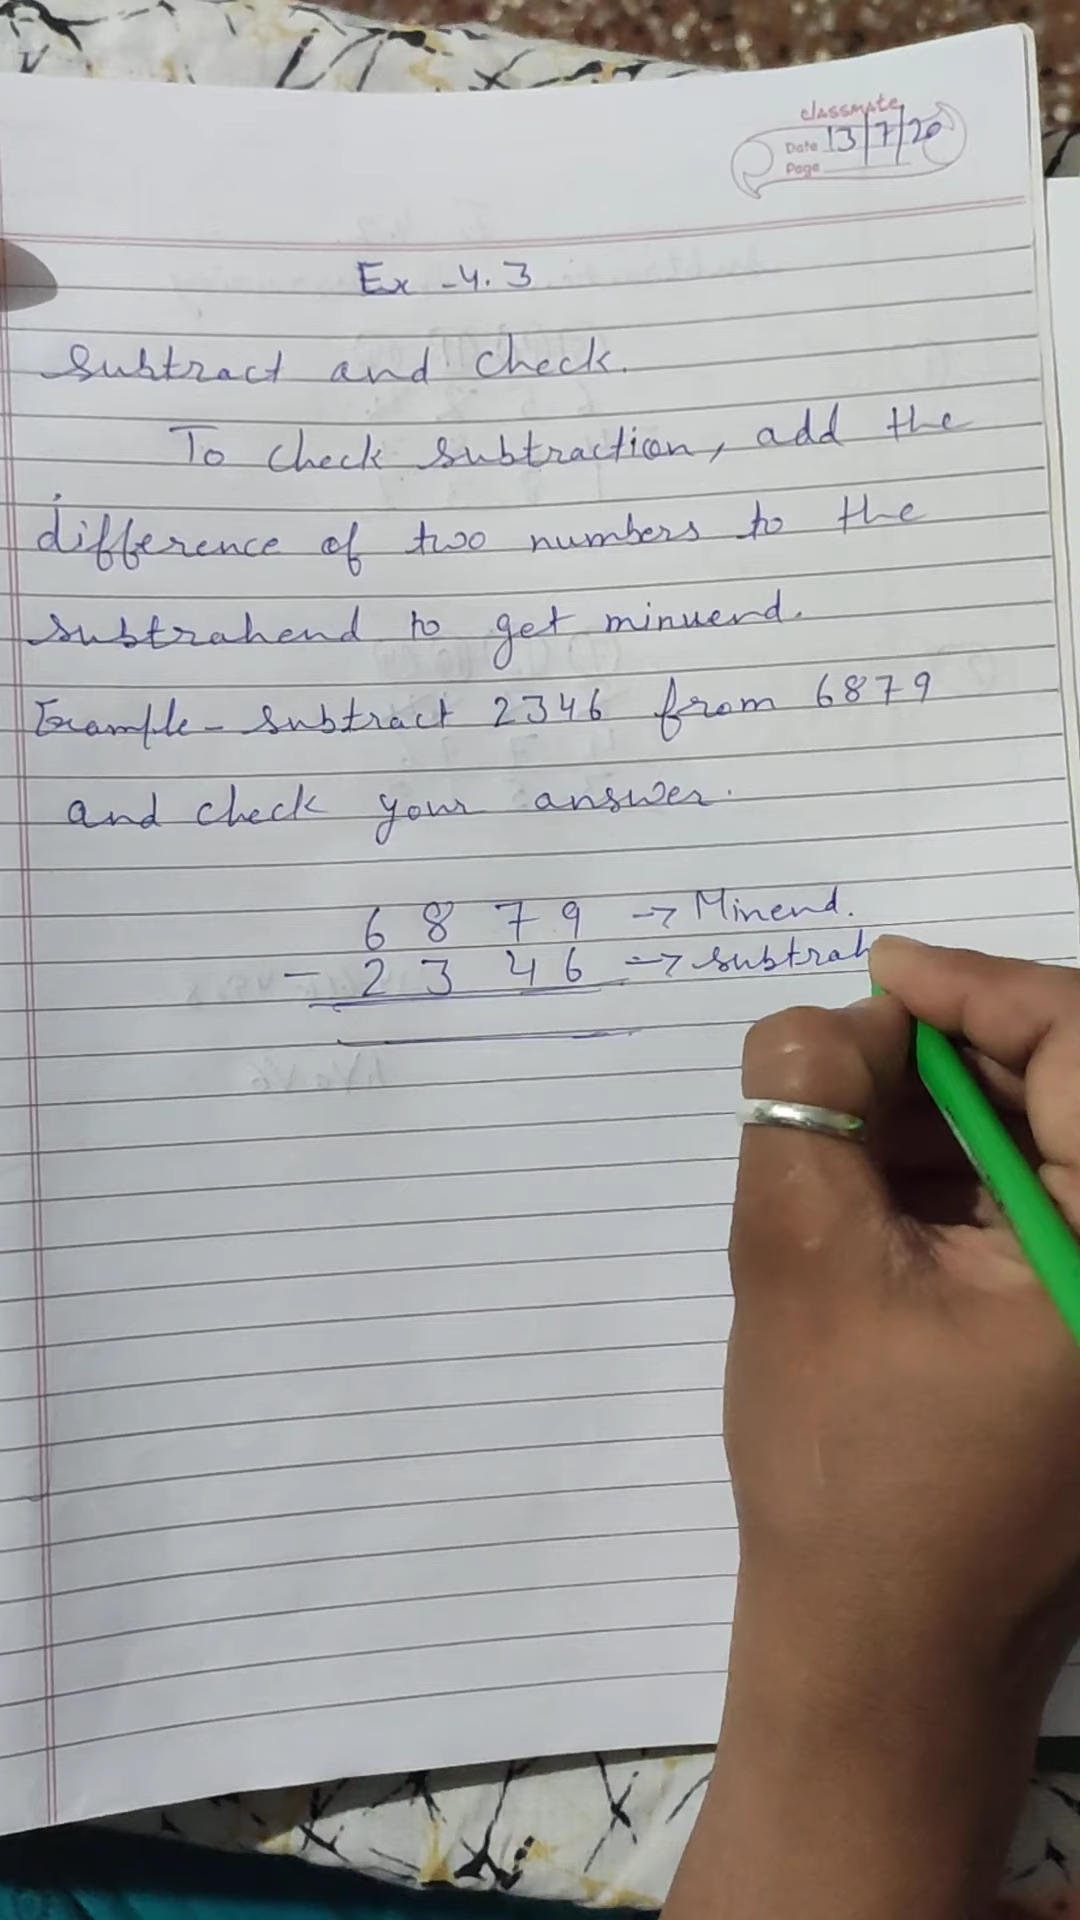 classmate
Date 13/7/20
Page
Ex - 4.3
Subtract and check.
To check subtraction, add the
difference of two numbers to the
subtrahend to get minuend.
Example - subtract 2346 from 6879
and check your answer.
6 8 7 9 → Minend.
- 2 3 4 6 → subtrah